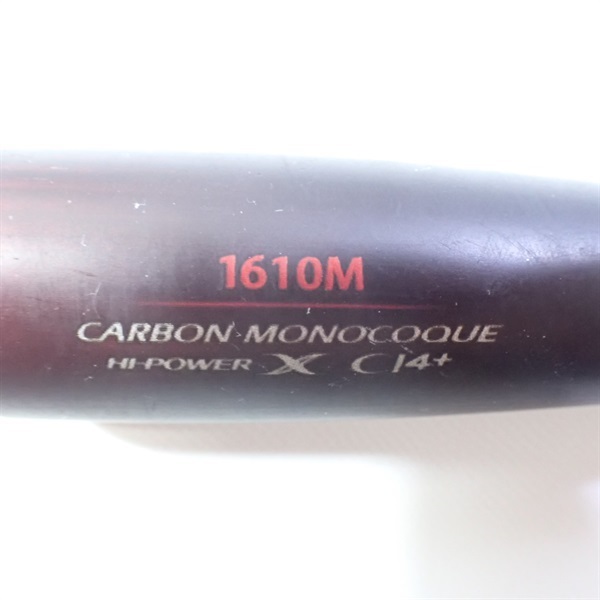 1610M
CARBON MONOCOQUE
HI-POWER X CI4+